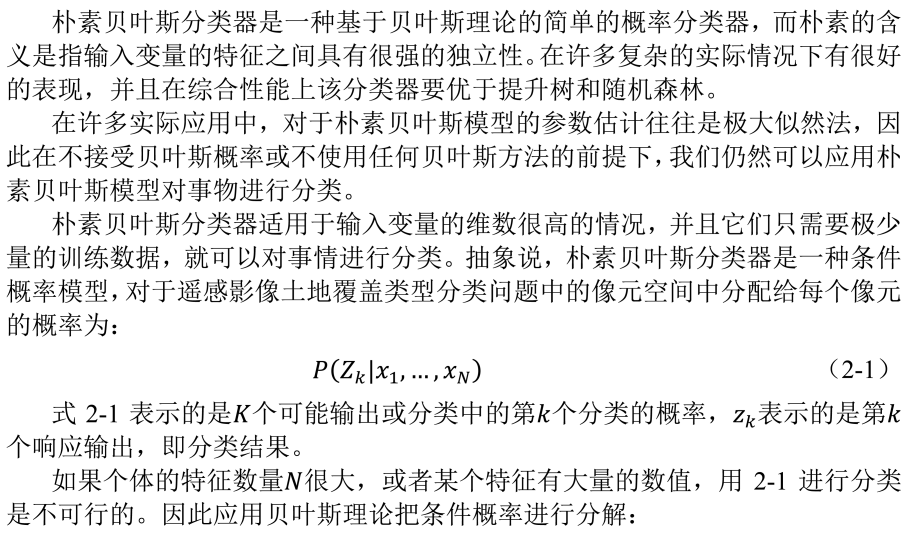 朴素贝叶斯分类器是一种基于贝叶斯理论的简单的概率分类器，而朴素的含
义是指输入变量的特征之间具有很强的独立性。在许多复杂的实际情况下有很好
的表现，并且在综合性能上该分类器要优于提升树和随机森林。
在许多实际应用中，对于朴素贝叶斯模型的参数估计往往是极大似然法，因
此在不接受贝叶斯概率或不使用任何贝叶斯方法的前提下，我们仍然可以应用朴
素贝叶斯模型对事物进行分类。
朴素贝叶斯分类器适用于输入变量的维数很高的情况，并且它们只需要极少
量的训练数据，就可以对事情进行分类。抽象说，朴素贝叶斯分类器是一种条件
概率模型，对于遥感影像土地覆盖类型分类问题中的像元空间中分配给每个像元
的概率为：
P(Z_k|x_1, ..., x_N) （2-1）
式 2-1 表示的是K个可能输出或分类中的第k个分类的概率，z_k表示的是第k
个响应输出，即分类结果。
如果个体的特征数量N很大，或者某个特征有大量的数值，用 2-1 进行分类
是不可行的。因此应用贝叶斯理论把条件概率进行分解：